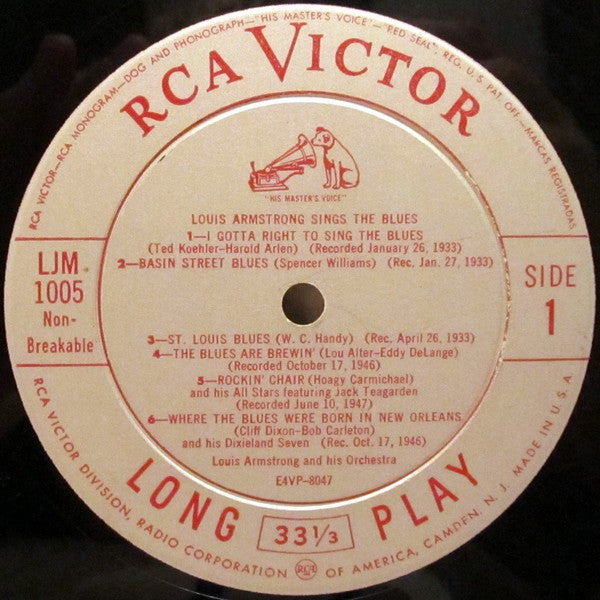 RCA VICTOR—RCA MONOGRAM—DOG AND PHONOGRAPH—"HIS MASTER'S VOICE"—"RED SEAL", REG. U.S. PAT. OFF.—MARCAS REGISTRADAS
RCA VICTOR
"HIS MASTER'S VOICE"
LOUIS ARMSTRONG SINGS THE BLUES
1—I GOTTA RIGHT TO SING THE BLUES
(Ted Koehler-Harold Arlen) (Recorded January 26, 1933)
2—BASIN STREET BLUES (Spencer Williams) (Rec. Jan. 27, 1933)
LJM
1005
Non-
Breakable
SIDE
1
3—ST. LOUIS BLUES (W. C. Handy) (Rec. April 26, 1933)
4—THE BLUES ARE BREWIN' (Lou Alter-Eddy DeLange)
(Recorded October 17, 1946)
5—ROCKIN' CHAIR (Hoagy Carmichael)
and his All Stars featuring Jack Teagarden
(Recorded June 10, 1947)
6—WHERE THE BLUES WERE BORN IN NEW ORLEANS
(Cliff Dixon-Bob Carleton)
and his Dixieland Seven (Rec. Oct. 17, 1946)
Louis Armstrong and his Orchestra
E4VP-8047
LONG 33⅓ PLAY
RCA VICTOR DIVISION, RADIO CORPORATION RCA OF AMERICA, CAMDEN, N. J. MADE IN U.S.A.